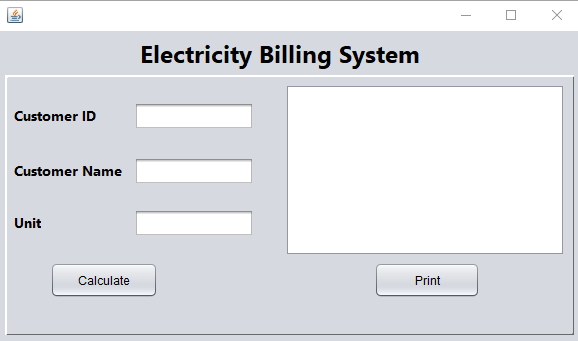 Electricity Billing System
Customer ID
Customer Name
Unit
Calculate
Print